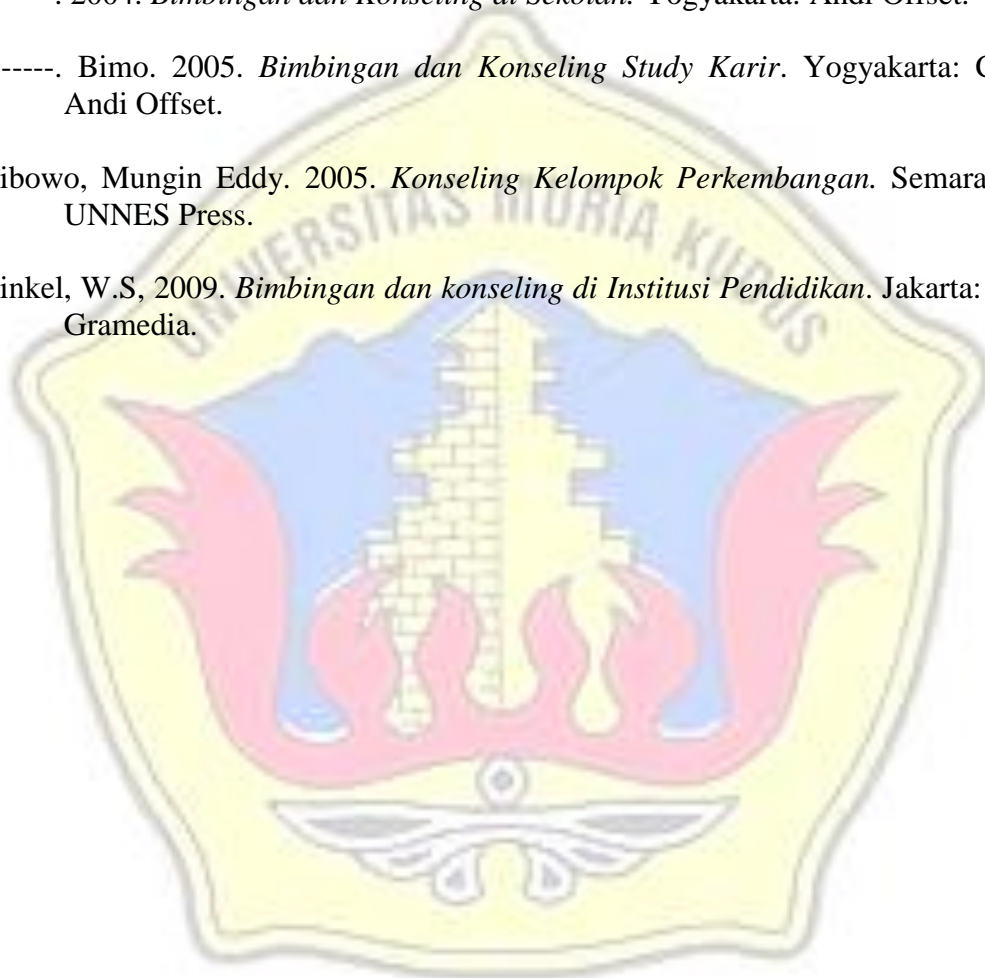 . 2004. Bimbingan dan Konseling di Sekolah. Yogyakarta: Andi Offset.
-----. Bimo. 2005. Bimbingan dan Konseling Study Karir. Yogyakarta: C
Andi Offset.
ibowo, Mungin Eddy. 2005. Konseling Kelompok Perkembangan. Semara
UNNES Press.
inkel, W.S, 2009. Bimbingan dan konseling di Institusi Pendidikan. Jakarta:
Gramedia.
UNIVERSITAS MURIA KUDUS